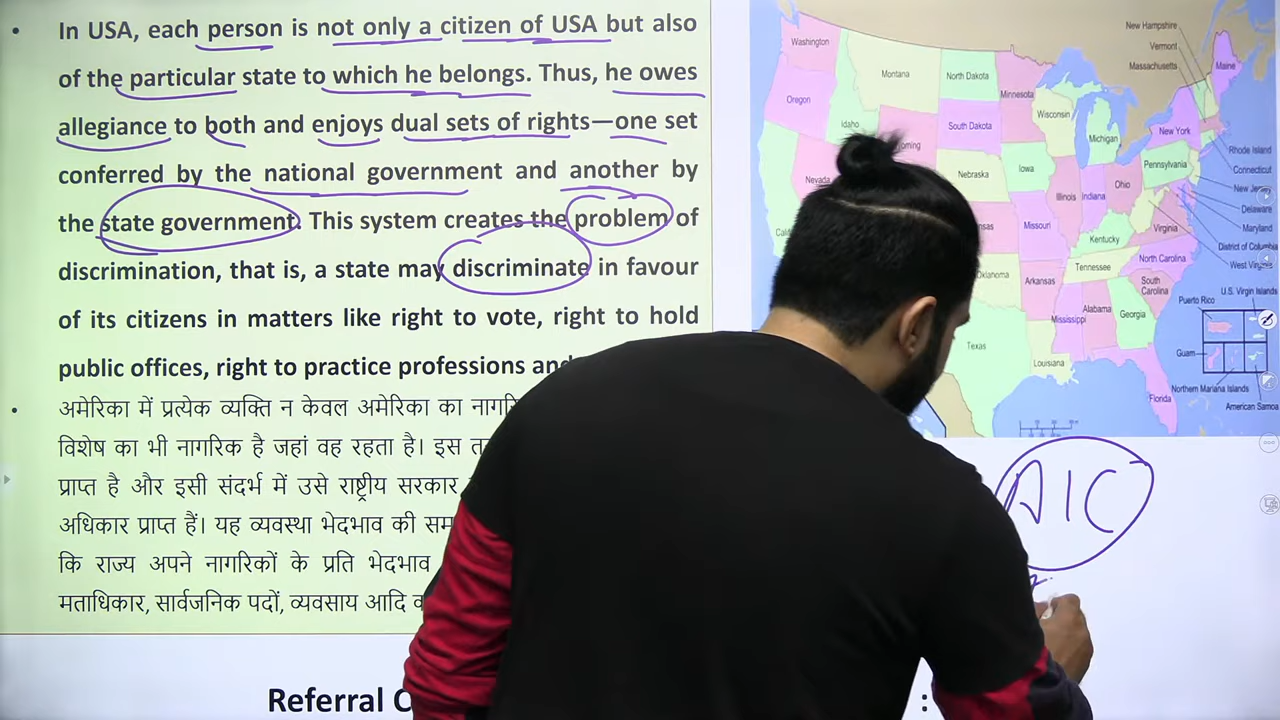 • In USA, each person is not only a citizen of USA but also
of the particular state to which he belongs. Thus, he owes
allegiance to both and enjoys dual sets of rights—one set
conferred by the national government and another by
the state government. This system creates the problem of
discrimination, that is, a state may discriminate in favour
of its citizens in matters like right to vote, right to hold
public offices, right to practice professions and
• अमेरिका में प्रत्येक व्यक्ति न केवल अमेरिका का
विशेष का भी नागरिक है जहां वह रहता है। इस
प्राप्त है और इसी संदर्भ में उसे राष्ट्रीय सरकार
अधिकार प्राप्त हैं। यह व्यवस्था भेदभाव की
कि राज्य अपने नागरिकों के प्रति भेदभाव
मताधिकार, सार्वजनिक पदों, व्यवसाय आदि
Referral
:
New Hampshire
Vermont
Massachusetts
Washington
Montana
North Dakota
Minnesota
Maine
Oregon
Idaho
South Dakota
Wisconsin
Michigan
New York
Rhode Island
Connecticut
Nevada
Nebraska
Iowa
Illinois
Indiana
Ohio
Pennsylvania
Delaware
Maryland
Missouri
Kentucky
Virginia
District of Columbia
West Virginia
North Carolina
Tennessee
Arkansas
South
Carolina
Mississippi
Alabama
Georgia
Texas
Louisiana
Florida
Puerto Rico
U.S. Virgin Islands
Guam
Northern Mariana Islands
American Samoa
AIC